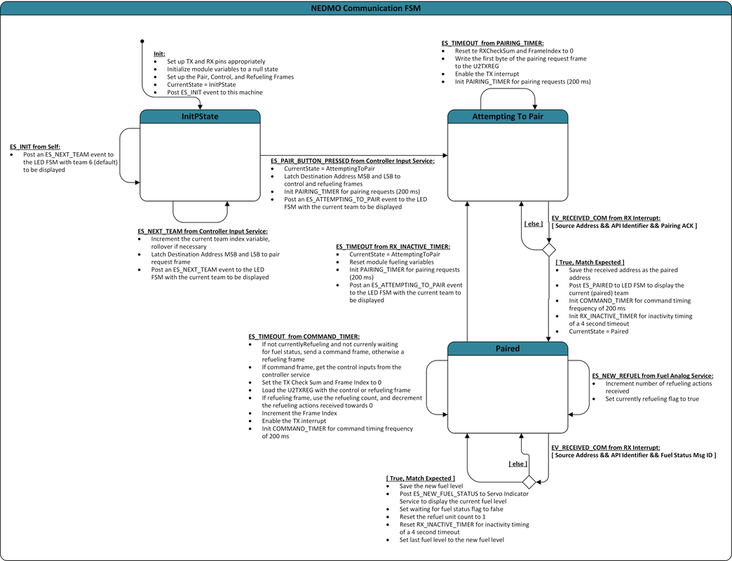 NEDMO Communication FSM
Init:
• Set up TX and RX pins appropriately
• Initialize module variables to a null state
• Set up the Pair, Control, and Refueling Frames
• CurrentState = InitPState
• Post ES_INIT event to this machine
ES_TIMEOUT from PAIRING_TIMER:
• Reset te RXCheckSum and FrameIndex to 0
• Write the first byte of the pairing request frame
to the U2TXREG
• Enable the TX interrupt
• Init PAIRING_TIMER for pairing requests (200 ms)
InitPState
Attempting To Pair
ES_INIT from Self:
• Post an ES_NEXT_TEAM event to
the LED FSM with team 6 (default)
to be displayed
ES_PAIR_BUTTON_PRESSED from Controller Input Service:
• CurrentState = AttemptingToPair
• Latch Destination Address MSB and LSB to
control and refueling frames
• Init PAIRING_TIMER for pairing requests (200 ms)
• Post an ES_ATTEMPTING_TO_PAIR event to the LED
FSM with the current team to be displayed
ES_NEXT_TEAM from Controller Input Service:
• Increment the current team index variable,
rollover if necessary
• Latch Destination Address MSB and LSB to pair
request frame
• Post an ES_NEXT_TEAM event to the LED
FSM with the current team to be displayed
[ else ]
EV_RECEIVED_COM from RX Interrupt:
[ Source Address && API Identifier && Pairing ACK ]
ES_TIMEOUT from RX_INACTIVE_TIMER:
• CurrentState = AttemptingToPair
• Reset module fueling variables
• Init PAIRING_TIMER for pairing requests
(200 ms)
• Post an ES_ATTEMPTING_TO_PAIR event
to the LED FSM with the current team to
be displayed
[ True, Match Expected ]
• Save the received address as the paired
address
• Post ES_PAIRED to LED FSM to display the
current (paired) team
• Init COMMAND_TIMER for command timing
frequency of 200 ms
• Init RX_INACTIVE_TIMER for inactivity timing
of a 4 second timeout
• CurrentState = Paired
ES_TIMEOUT from COMMAND_TIMER:
• If not currentlyRefueling and not currenly waiting
for fuel status, send a command frame, otherwise a
refueling frame
• If command frame, get the control inputs from the
controller service
• Set the TX Check Sum and Frame Index to 0
• Load the U2TXREG with the control or refueling frame
• If refueling frame, use the refueling count, and decrement
the refueling actions received towards 0
• Increment the Frame Index
• Enable the TX interrupt
• Init COMMAND_TIMER for command timing frequency
of 200 ms
Paired
ES_NEW_REFUEL from Fuel Analog Service:
• Increment number of refueling actions
received
• Set currently refueling flag to true
EV_RECEIVED_COM from RX Interrupt:
[ Source Address && API Identifier && Fuel Status Msg ID ]
[ else ]
[ True, Match Expected ]
• Save the new fuel level
• Post ES_NEW_FUEL_STATUS to Servo Indicator
Service to display the current fuel level
• Set waiting for fuel status flag to false
• Reset the refuel unit count to 1
• Reset RX_INACTIVE_TIMER for inactivity timing
of a 4 second timeout
• Set last fuel level to the new fuel level